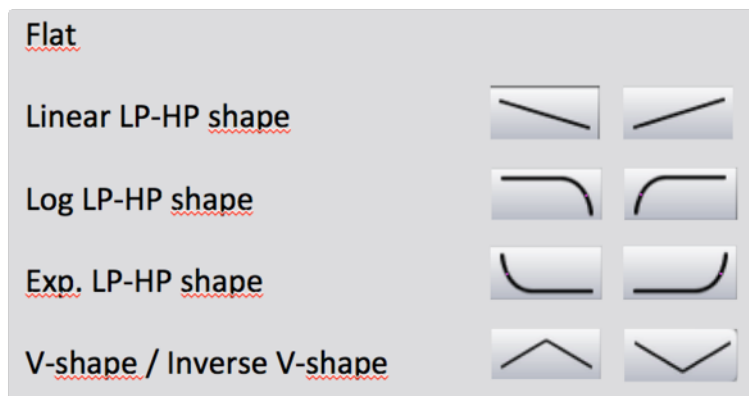 Flat
Linear LP-HP shape
Log LP-HP shape
Exp. LP-HP shape
V-shape / Inverse V-shape